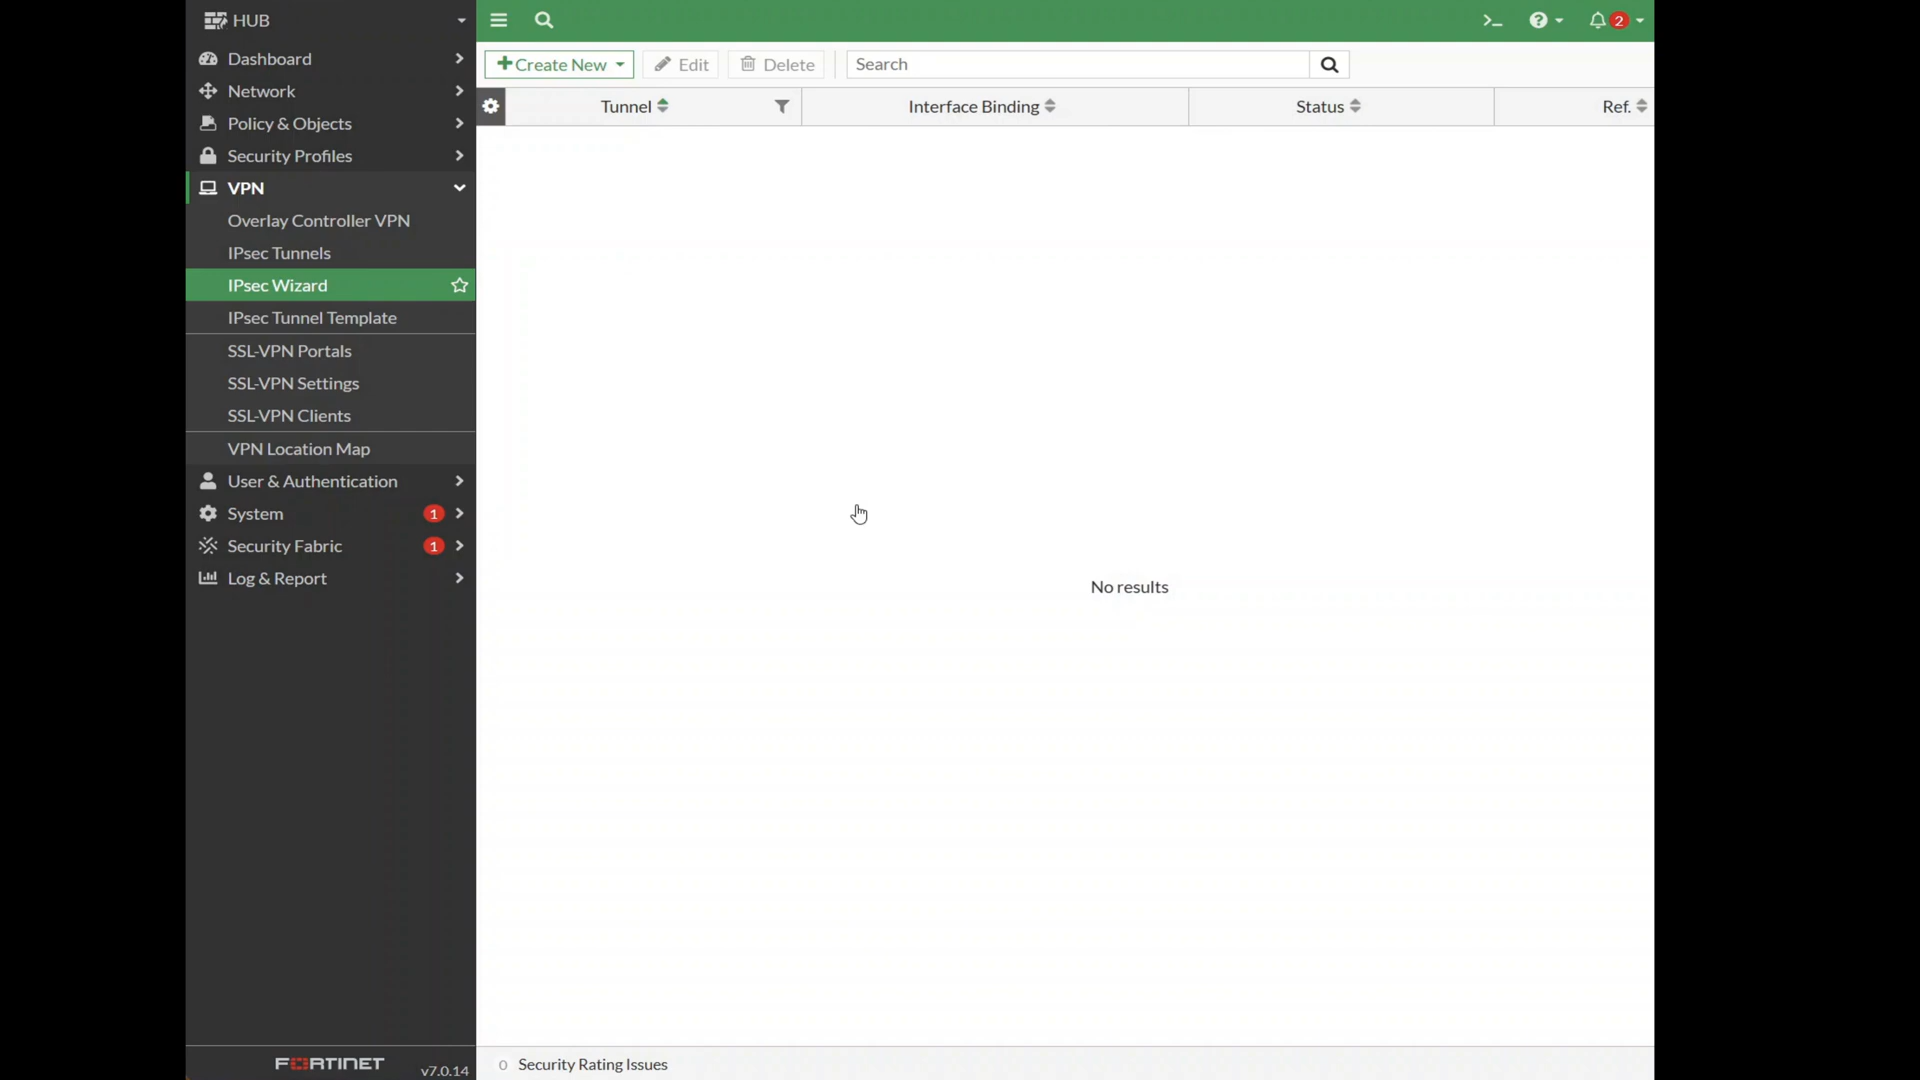 HUB
Dashboard
Network
Policy & Objects
Security Profiles
VPN
Overlay Controller VPN
IPsec Tunnels
IPsec Wizard
IPsec Tunnel Template
SSL-VPN Portals
SSL-VPN Settings
SSL-VPN Clients
VPN Location Map
User & Authentication
System 1
Security Fabric 1
Log & Report
FORTINET v7.0.14
2
Create New Edit Delete Search
Tunnel Interface Binding Status Ref.
No results
0 Security Rating Issues